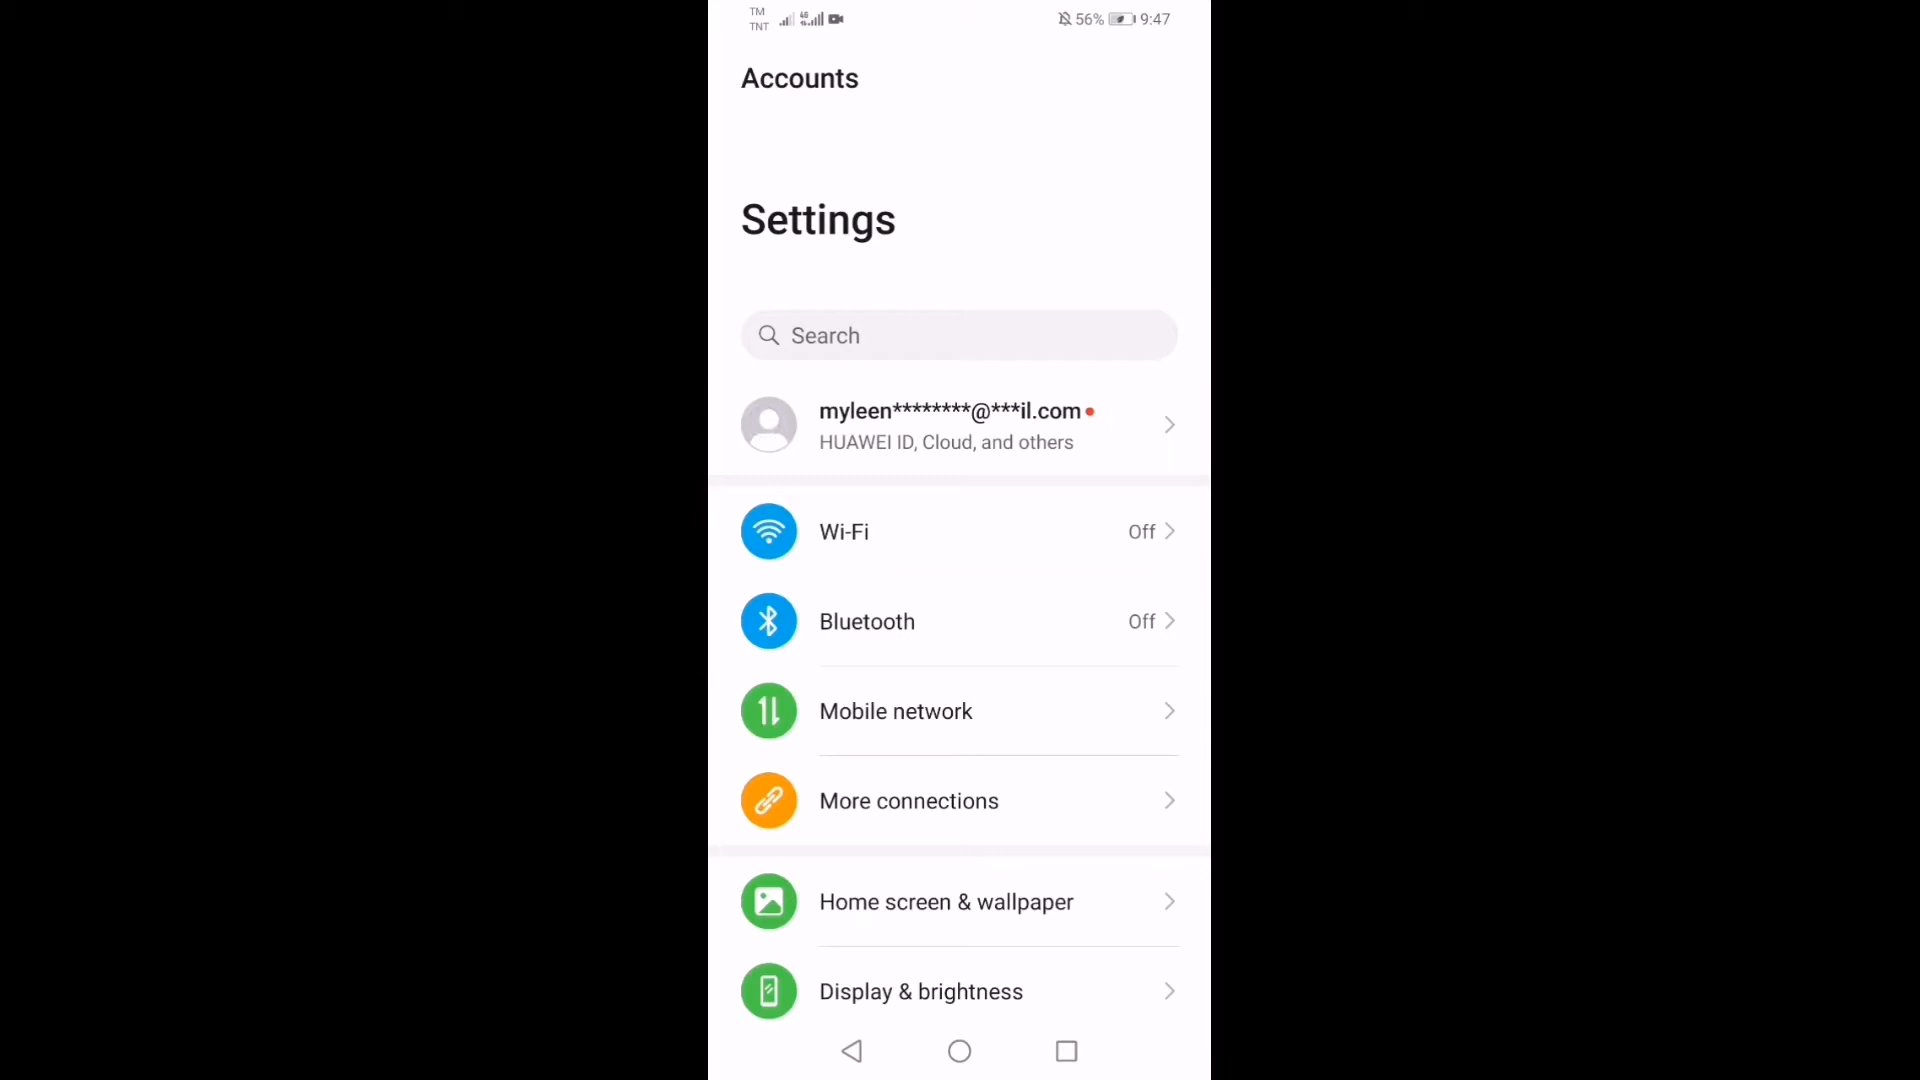 TM
TNT
4G
56%
9:47
Accounts
Settings
Search
myleen********@***il.com
HUAWEI ID, Cloud, and others
Wi-Fi
Off
Bluetooth
Off
Mobile network
More connections
Home screen & wallpaper
Display & brightness